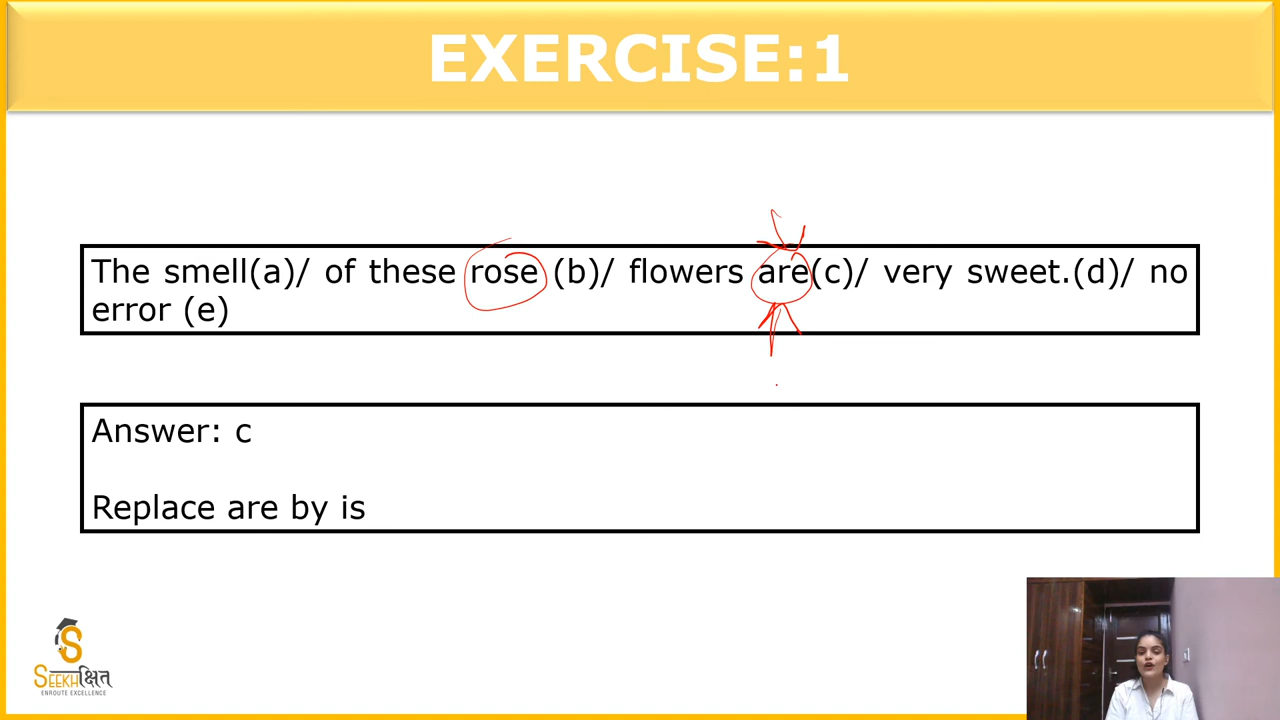 EXERCISE:1
The smell(a)/ of these rose (b)/ flowers are(c)/ very sweet.(d)/ no
error (e)
Answer: c
Replace are by is
S
SEEKHक्षित
ENROUTE EXCELLENCE